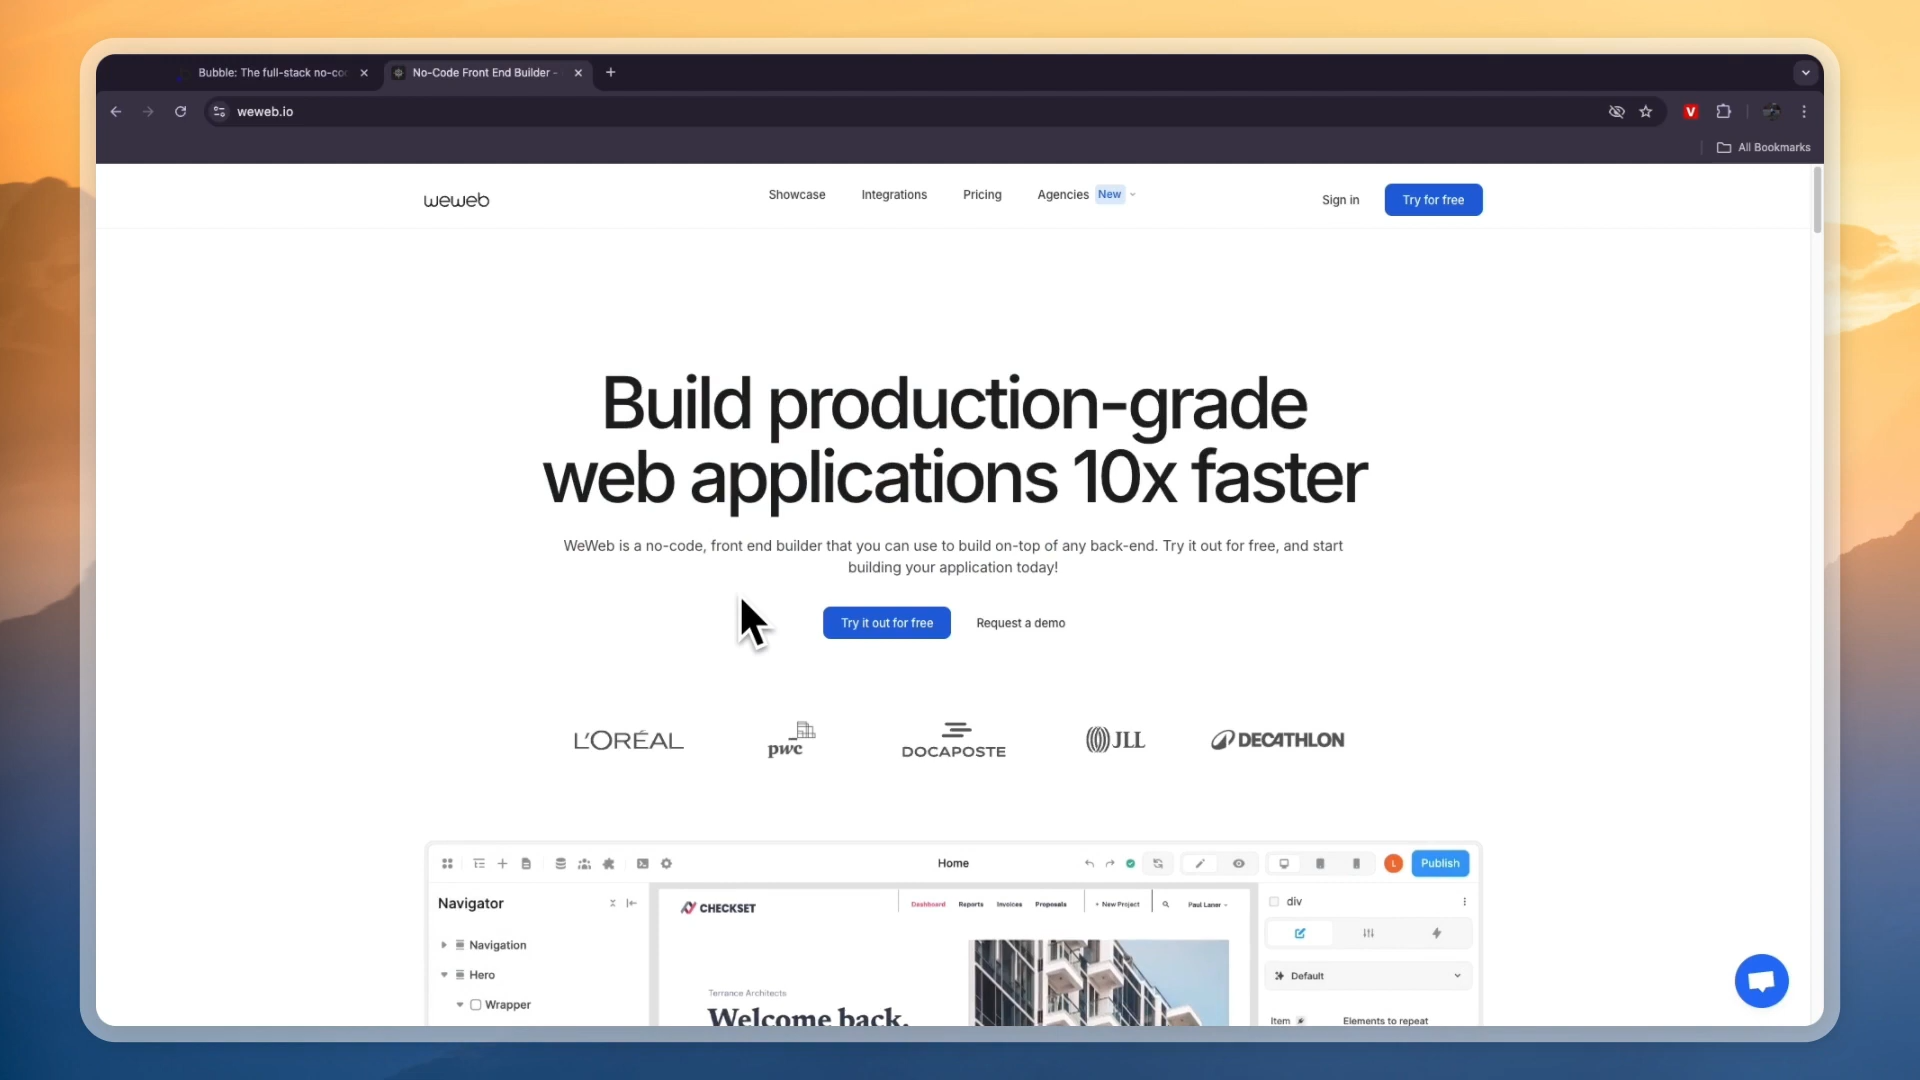 Bubble: The full-stack no-co
No-Code Front End Builder -
weweb.io
V
All Bookmarks
weweb
Showcase
Integrations
Pricing
Agencies New
Sign in
Try for free
Build production-grade
web applications 10x faster
WeWeb is a no-code, front end builder that you can use to build on-top of any back-end. Try it out for free, and start
building your application today!
Try it out for free
Request a demo
L'ORÉAL
pwc
DOCAPOSTE
JLL
DECATHLON
Home
L
Publish
Navigator
CHECKSET
Dashboard
Reports
Invoices
Proposals
+ New Project
Paul Laner
div
Navigation
Hero
Default
Terrance Architects
Wrapper
Welcome back.
Item
Elements to repeat